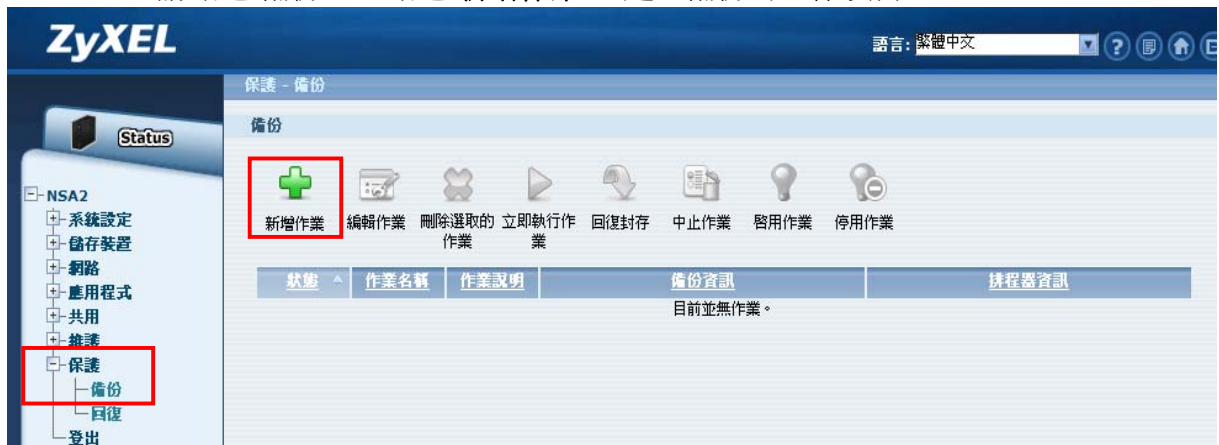 ZyXEL
語言: 繁體中文
保護 - 備份
Status
備份
新增作業 編輯作業 刪除選取的作業 立即執行作業 回復封存 中止作業 啓用作業 停用作業
狀態 作業名稱 作業說明 備份資訊 排程器資訊
目前並無作業。
NSA2
系統設定
儲存裝置
網路
應用程式
共用
維護
保護
備份
回復
登出